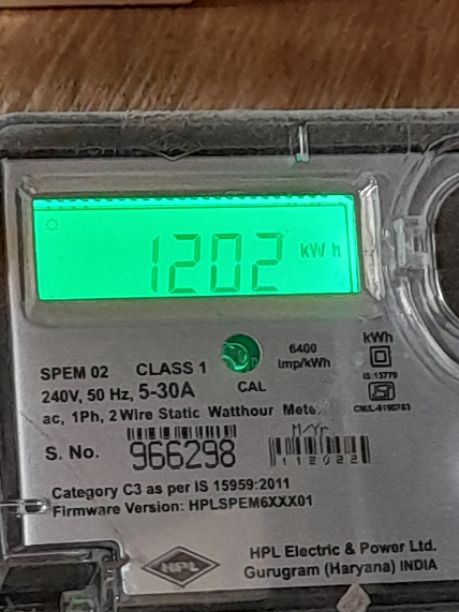 1202 kWh
SPEM 02 CLASS 1 6400 kWh
Imp/kWh
240V, 50 Hz, 5-30A CAL IS:13779
ac, 1Ph, 2 Wire Static Watthour Mete
M/Yr.
S. No. 966298 112022
Category C3 as per IS 15959:2011
Firmware Version: HPLSPEM6XXX01
HPL HPL Electric & Power Ltd.
Gurugram (Haryana) INDIA